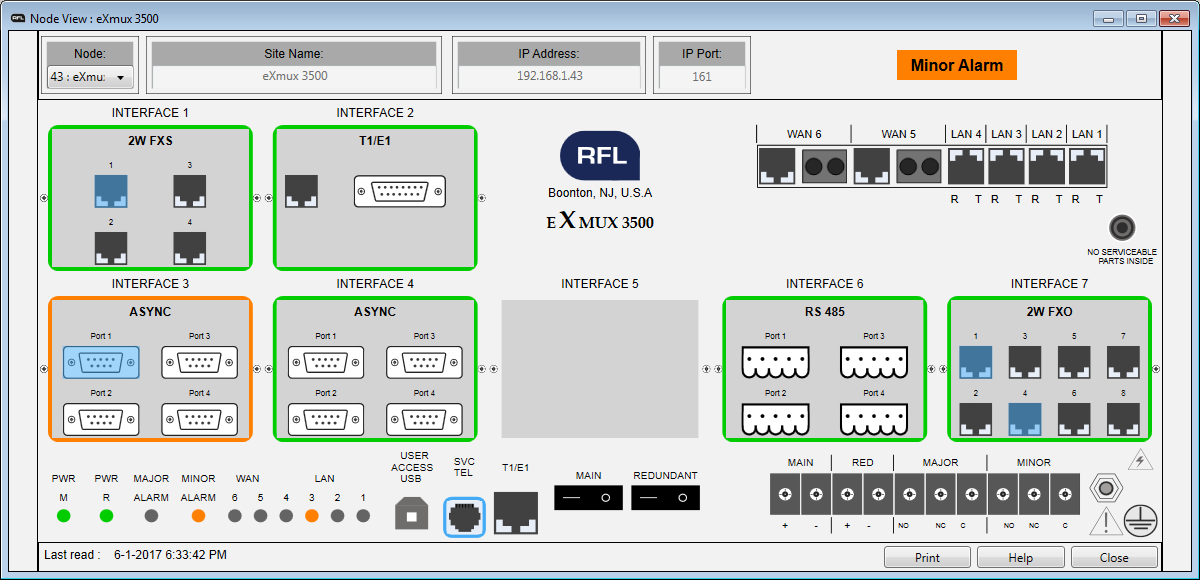 RFL Node View : eXmux 3500
Node: Site Name: IP Address: IP Port:
43 : eXmu: eXmux 3500 192.168.1.43 161
Minor Alarm
INTERFACE 1 INTERFACE 2
2W FXS T1/E1
1 3
2 4
RFL
Boonton, NJ, U.S.A
eXMUX 3500
WAN 6 WAN 5 LAN 4 LAN 3 LAN 2 LAN 1
R T R T R T R T
NO SERVICEABLE
PARTS INSIDE
INTERFACE 3 INTERFACE 4 INTERFACE 5 INTERFACE 6 INTERFACE 7
ASYNC ASYNC RS 485 2W FXO
Port 1 Port 3 Port 1 Port 3 Port 1 Port 3 1 3 5 7
Port 2 Port 4 Port 2 Port 4 Port 2 Port 4 2 4 6 8
PWR PWR MAJOR MINOR WAN LAN
M R ALARM ALARM 6 5 4 3 2 1
USER
ACCESS
USB
SVC
TEL
T1/E1
MAIN REDUNDANT
MAIN RED MAJOR MINOR
+ - + - NO NC C NO NC C
Last read : 6-1-2017 6:33:42 PM
Print Help Close